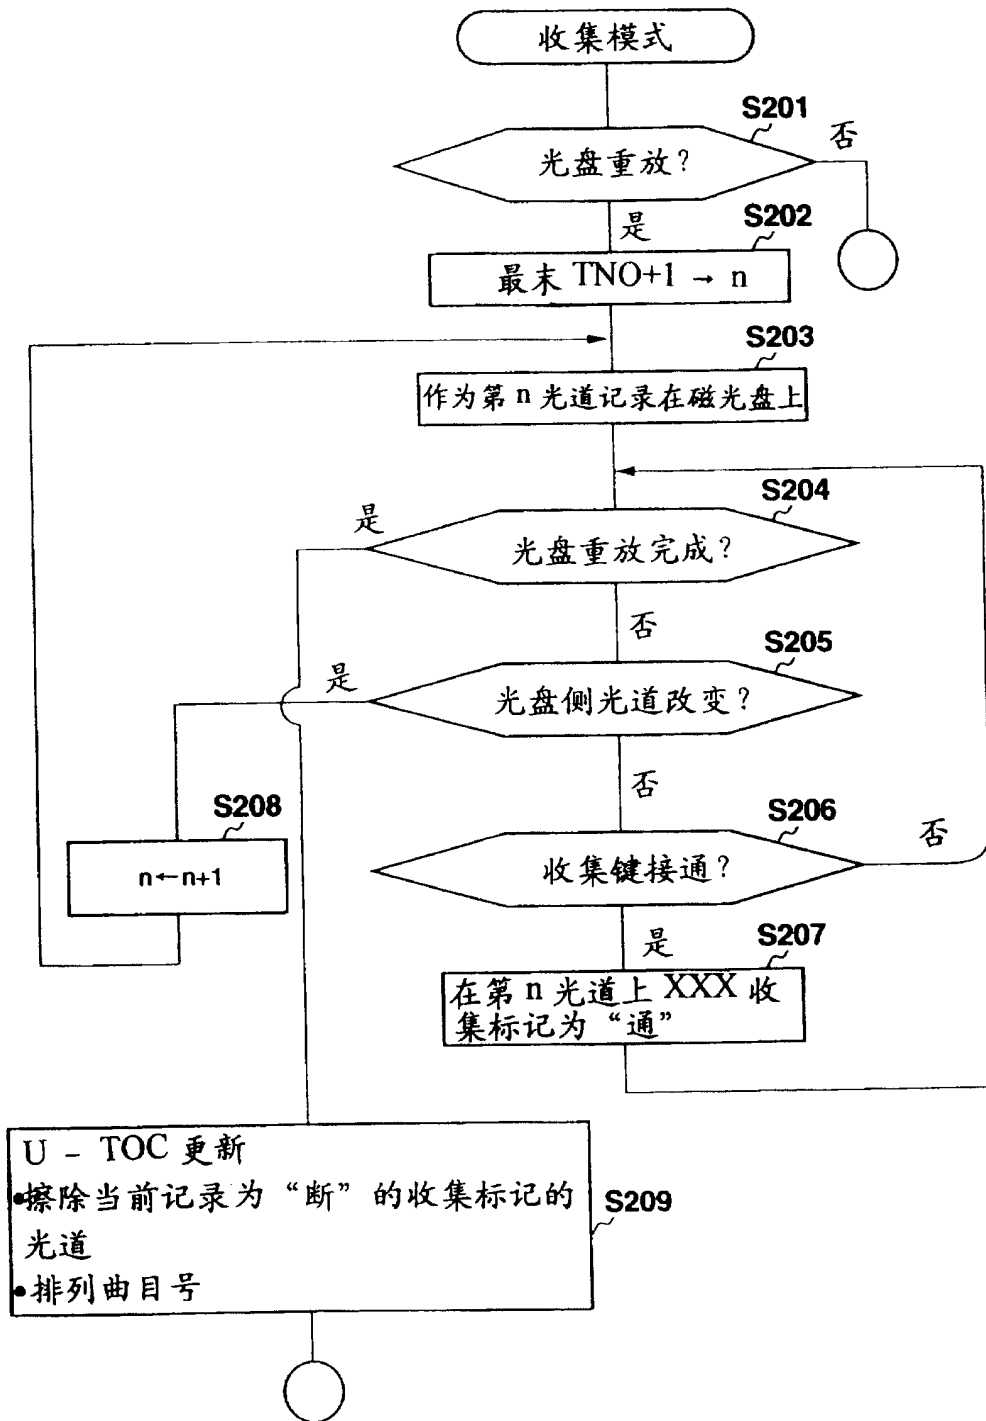 收集模式
S201
光盘重放？
否
是
S202
最末 TNO+1 → n
S203
作为第 n 光道记录在磁光盘上
S204
是
光盘重放完成？
否
S205
是
光盘侧光道改变？
否
S208
n←n+1
S206
收集键接通？
否
是
S207
在第 n 光道上 XXX 收
集标记为“通”
U - TOC 更新
•擦除当前记录为“断”的收集标记的
光道
•排列曲目号
S209